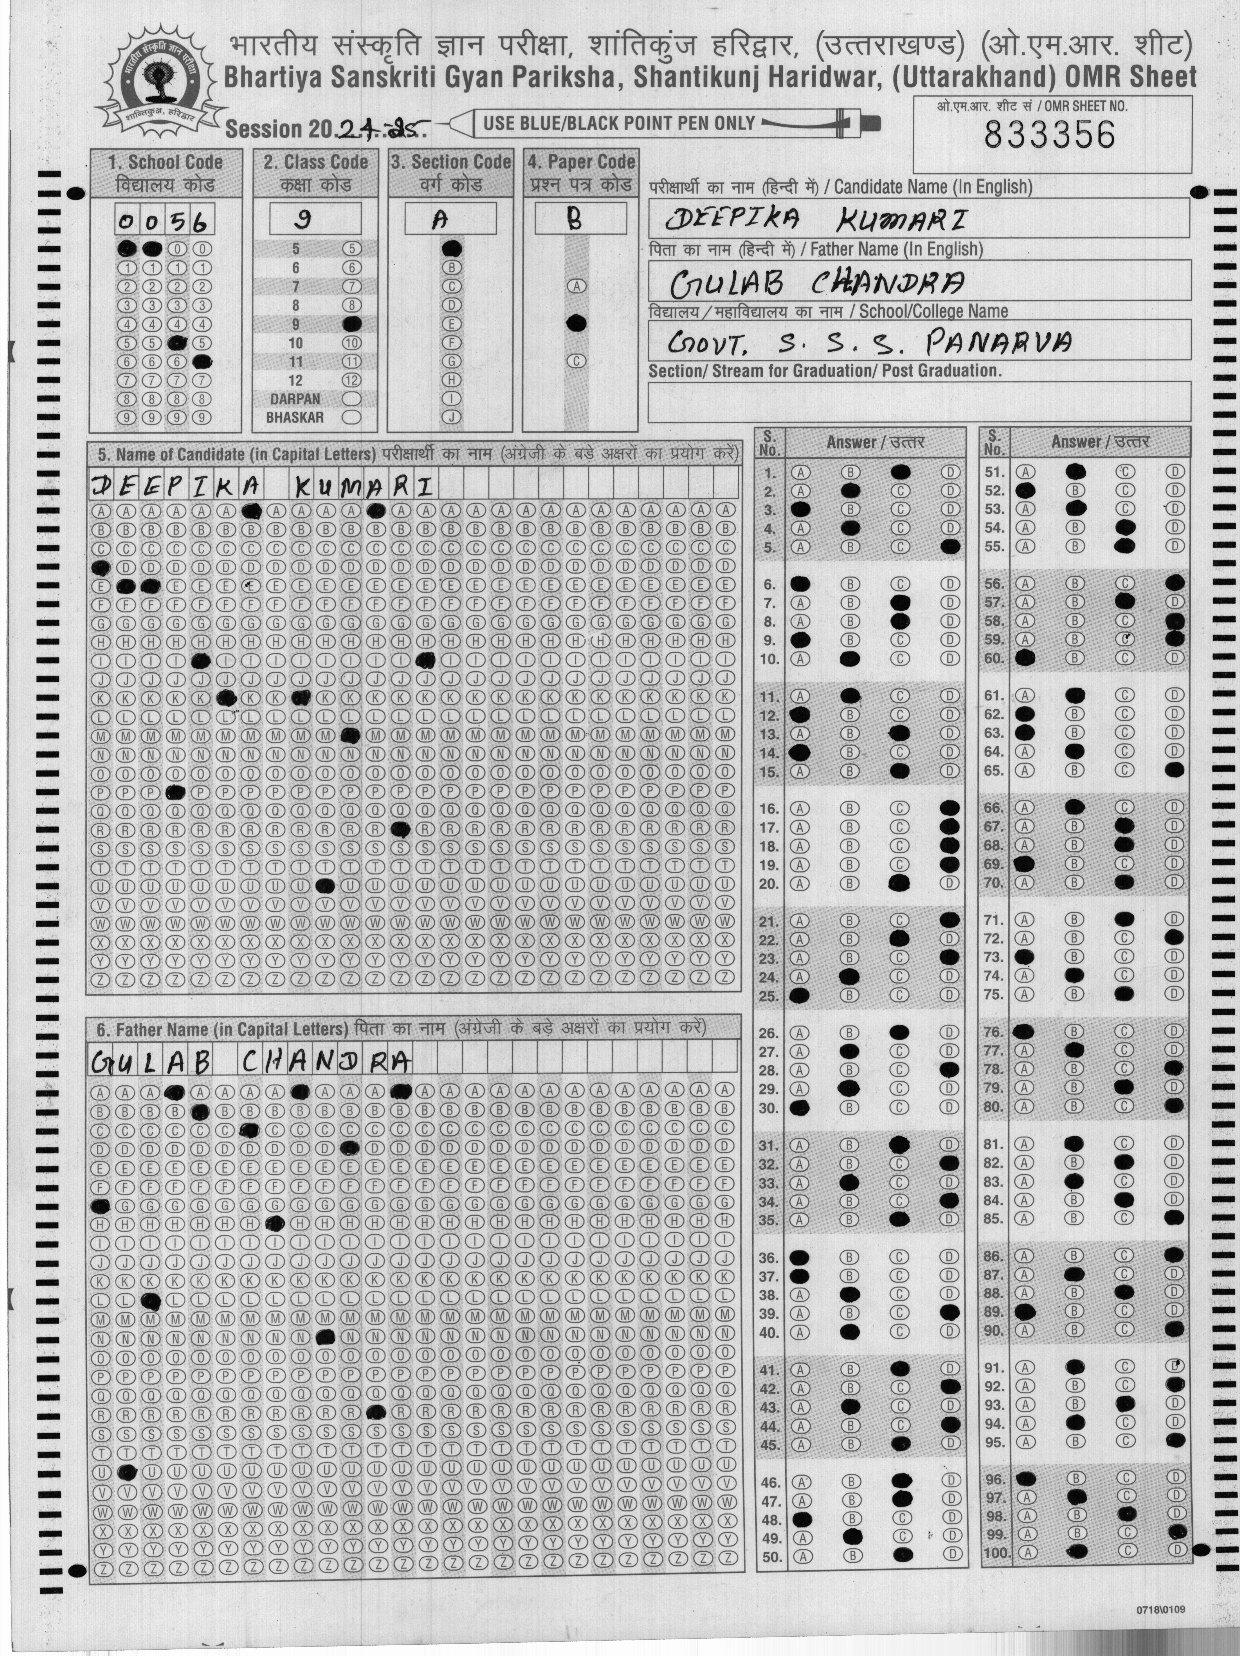 भारतीय संस्कृति ज्ञान परीक्षा, शांतिकुंज हरिद्वार, (उत्तराखण्ड) (ओ.एम.आर. शीट)
Bhartiya Sanskriti Gyan Pariksha, Shantikunj Haridwar, (Uttarakhand) OMR Sheet
Session 20 24-25
USE BLUE/BLACK POINT PEN ONLY
ओ.एम.आर. शीट सं / OMR SHEET NO.
833356
1. School Code
विद्यालय कोड
0056
2. Class Code
कक्षा कोड
9
5
6
7
8
9
10
11
12
DARPAN
BHASKAR
3. Section Code
वर्ग कोड
A
4. Paper Code
प्रश्न पत्र कोड
B
परीक्षार्थी का नाम (हिन्दी में) / Candidate Name (In English)
DEEPIKA KUMARI
पिता का नाम (हिन्दी में) / Father Name (In English)
GULAB CHANDRA
विद्यालय / महाविद्यालय का नाम / School/College Name
GOVT. S. S. S. PANARVA
Section/ Stream for Graduation/ Post Graduation.
5. Name of Candidate (in Capital Letters) परीक्षार्थी का नाम (अंग्रेजी के बड़े अक्षरों का प्रयोग करें)
DEEPIKA KUMARI
6. Father Name (in Capital Letters) पिता का नाम (अंग्रेजी के बड़े अक्षरों का प्रयोग करें)
GULAB CHANDRA
S. No. Answer / उत्तर
S. No. Answer / उत्तर
0718\0109